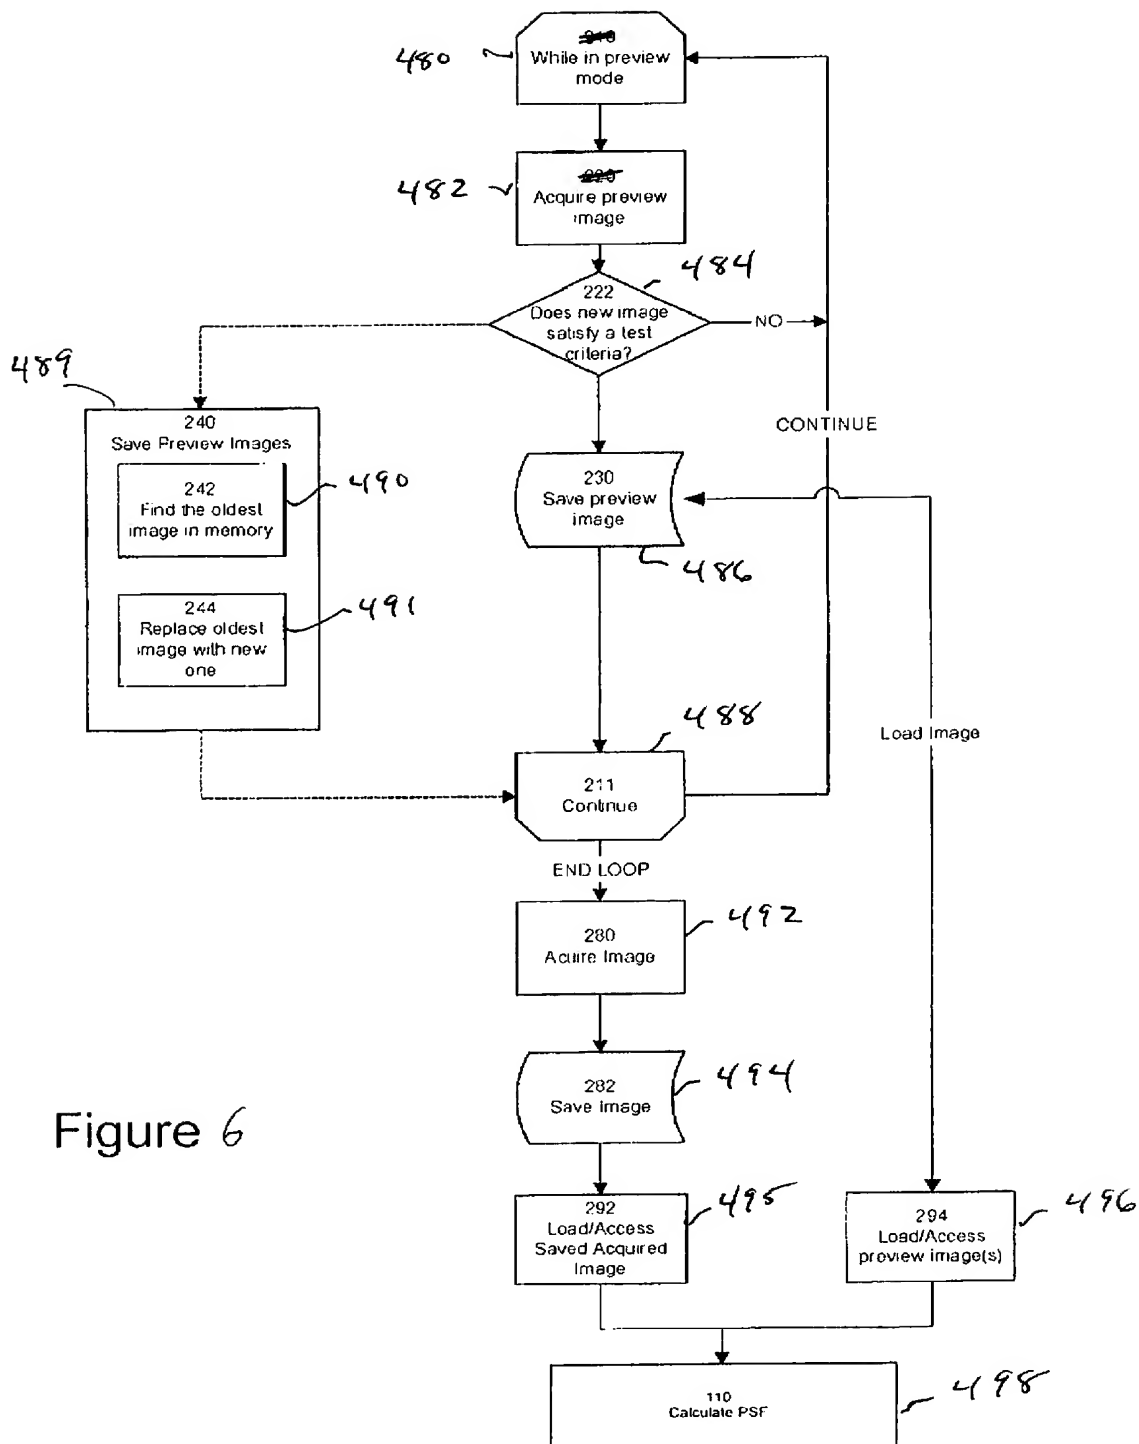 480
While in preview
mode
482
Acquire preview
image
484
222
Does new image
satisfy a test
criteria?
NO
489
240
Save Preview Images
CONTINUE
242
Find the oldest
image in memory
490
230
Save preview
image
486
244
Replace oldest
image with new
one
491
488
Load Image
211
Continue
END LOOP
280
Acuire Image
492
282
Save Image
494
Figure 6
292
Load/Access
Saved Acquired
Image
495
294
Load/Access
preview image(s)
496
110
Calculate PSF
498